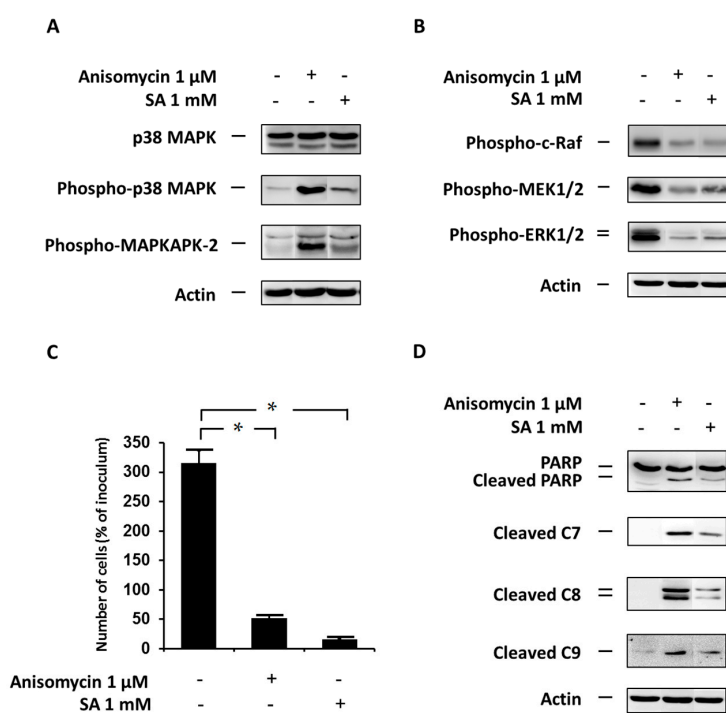 A
Anisomycin 1 µM - + -
SA 1 mM - - +
p38 MAPK
Phospho-p38 MAPK
Phospho-MAPKAPK-2
Actin
B
Anisomycin 1 µM - + -
SA 1 mM - - +
Phospho-c-Raf
Phospho-MEK1/2
Phospho-ERK1/2
Actin
C
* 
*
Number of cells (% of inoculum)
350
300
250
200
150
100
50
0
Anisomycin 1 µM - + -
SA 1 mM - - +
D
Anisomycin 1 µM - + -
SA 1 mM - - +
PARP
Cleaved PARP
Cleaved C7
Cleaved C8
Cleaved C9
Actin